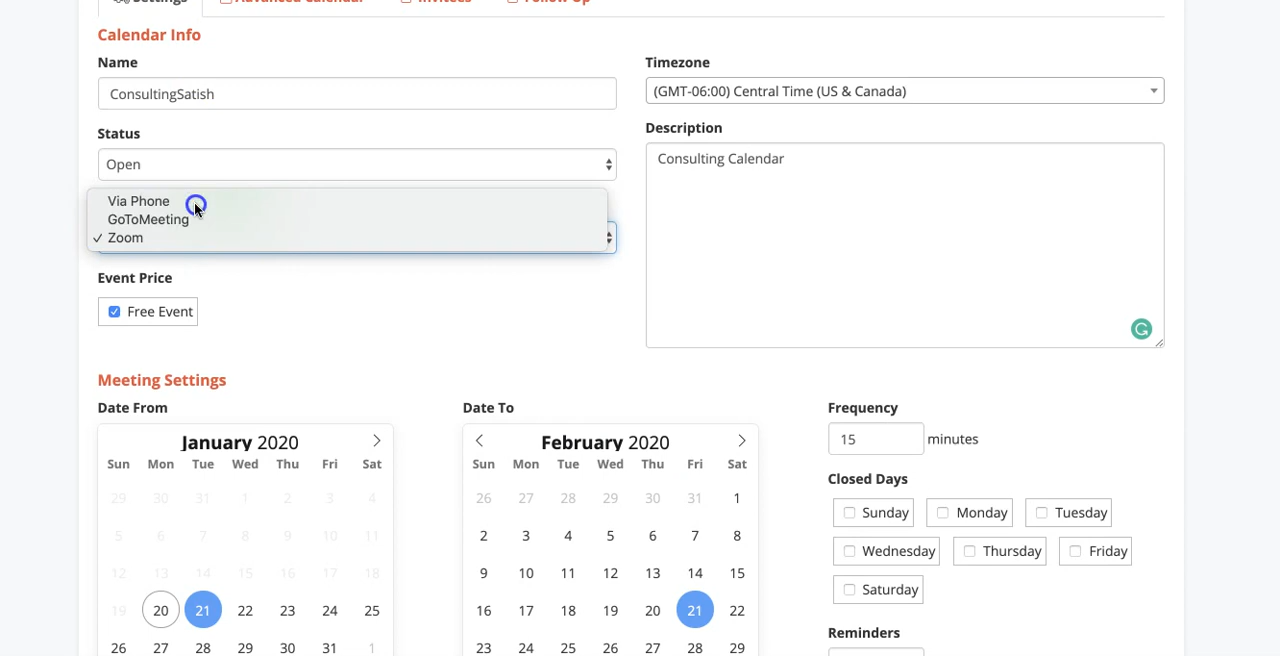 Settings Advanced Calendar Invitees Follow Up
Calendar Info
Name
ConsultingSatish
Status
Open
Via Phone
GoToMeeting
✓ Zoom
Event Price
Free Event
Timezone
(GMT-06:00) Central Time (US & Canada)
Description
Consulting Calendar
Meeting Settings
Date From
January 2020
Sun Mon Tue Wed Thu Fri Sat
29 30 31 1 2 3 4
5 6 7 8 9 10 11
12 13 14 15 16 17 18
19 20 21 22 23 24 25
26 27 28 29 30 31 1
Date To
February 2020
Sun Mon Tue Wed Thu Fri Sat
26 27 28 29 30 31 1
2 3 4 5 6 7 8
9 10 11 12 13 14 15
16 17 18 19 20 21 22
23 24 25 26 27 28 29
Frequency
15 minutes
Closed Days
Sunday Monday Tuesday
Wednesday Thursday Friday
Saturday
Reminders